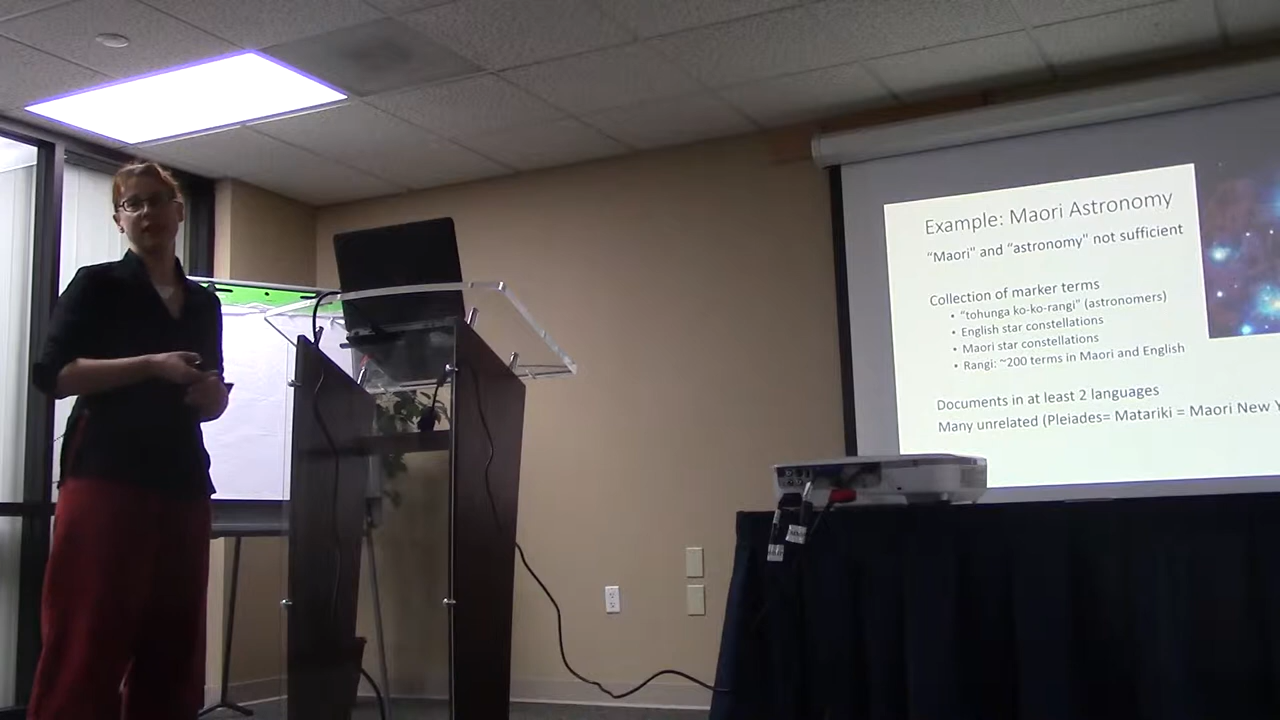 Example: Maori Astronomy
"Maori" and "astronomy" not sufficient
Collection of marker terms
• "tohunga ko-ko-rangi" (astronomers)
• English star constellations
• Maori star constellations
• Rangi: ~200 terms in Maori and English
Documents in at least 2 languages
Many unrelated (Pleiades= Matariki = Maori New Y